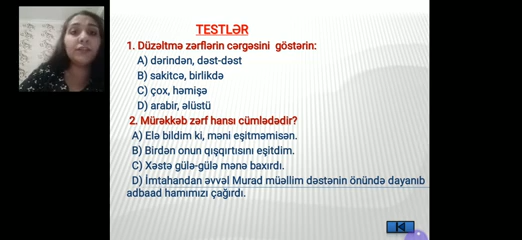 TESTLƏR
1. Düzəltmə zərflərin cərgəsini göstərin:
A) dərindən, dəst-dəst
B) sakitcə, birlikdə
C) çox, həmişə
D) arabir, əlüstü
2. Mürəkkəb zərf hansı cümlədədir?
A) Elə bildim ki, məni eşitməmisən.
B) Birdən onun qışqırtısını eşitdim.
C) Xəstə gülə-gülə mənə baxırdı.
D) İmtahandan əvvəl Murad müəllim dəstənin önündə dayanıb
adbaad hamımızı çağırdı.